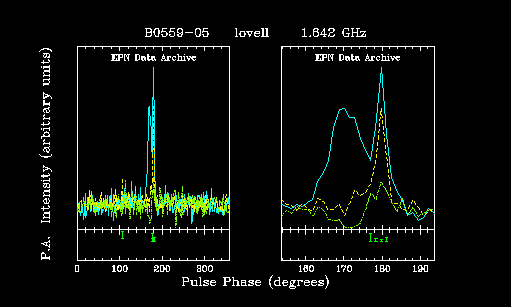 B0559-05 lovell 1.642 GHz
EPN Data Archive EPN Data Archive
P.A. Intensity (arbitrary units)
0 100 200 300 160 170 180 190
Pulse Phase (degrees)